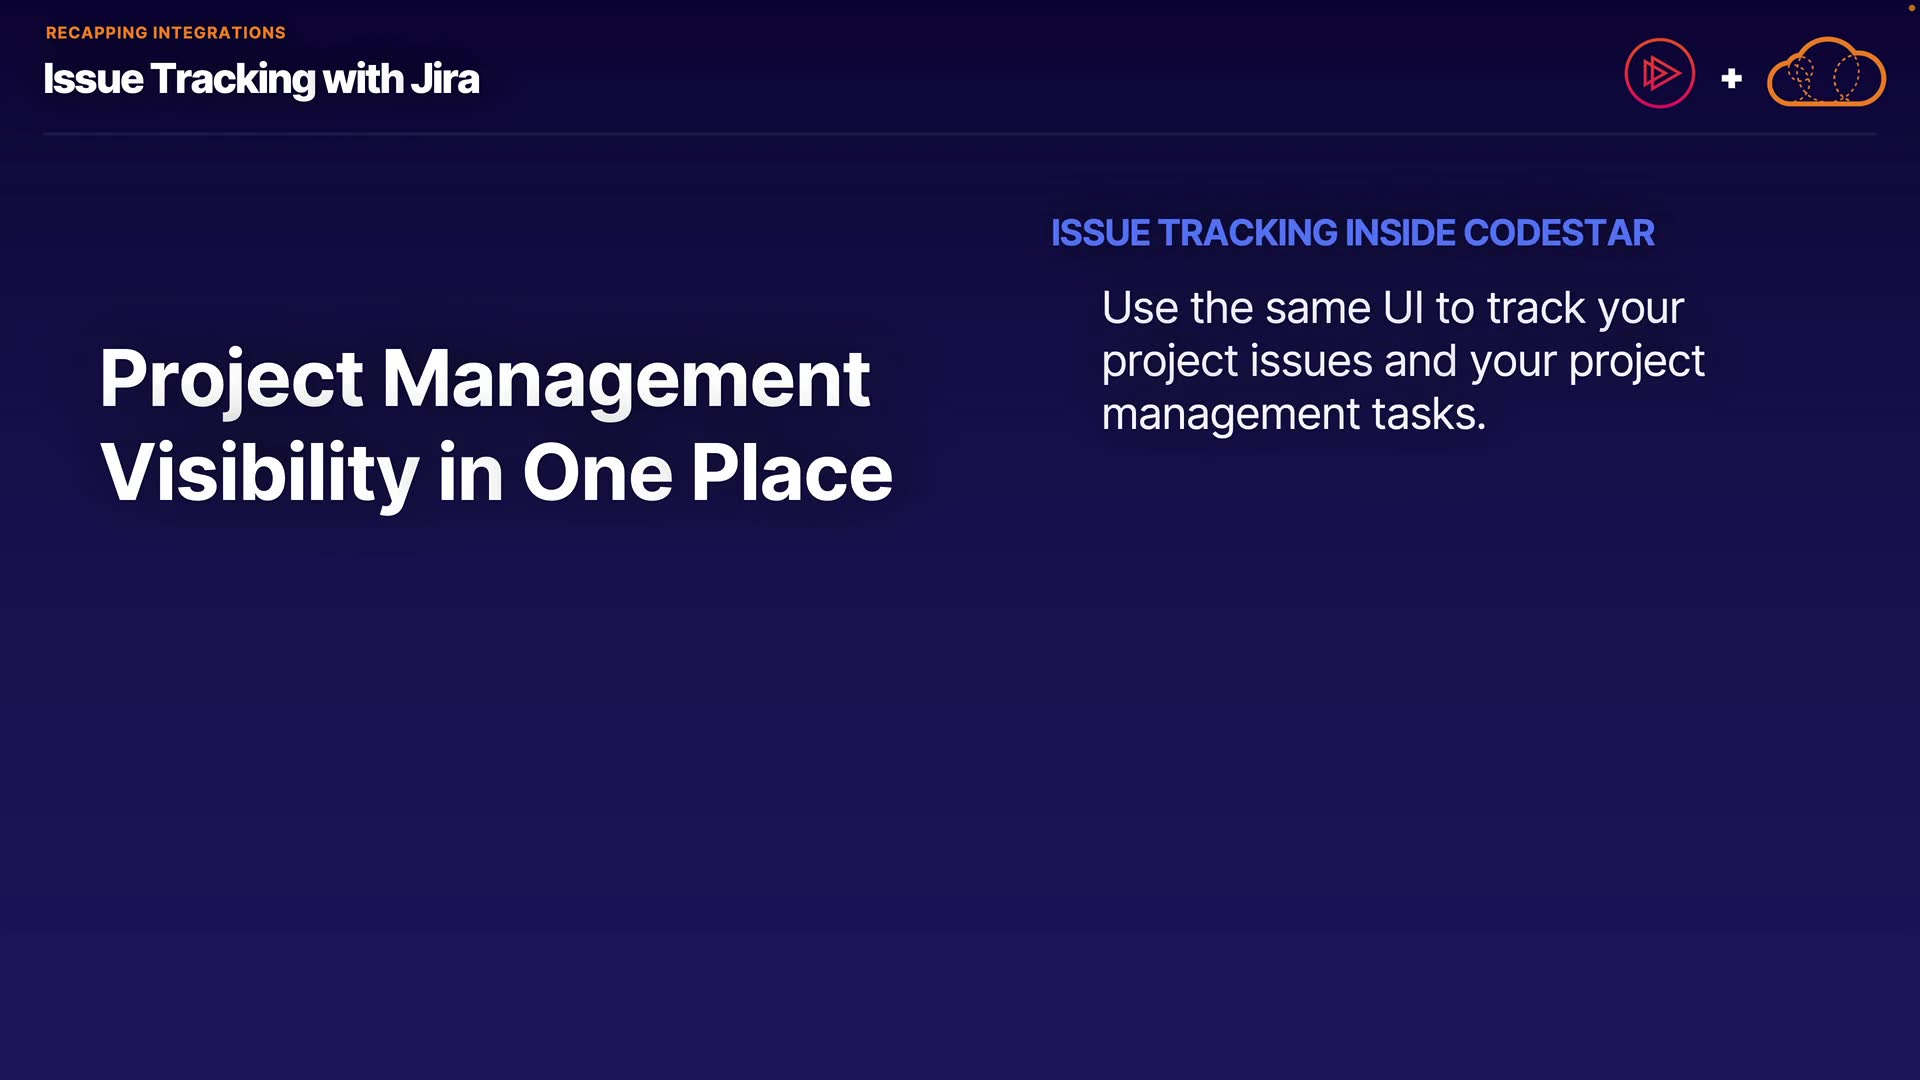 RECAPPING INTEGRATIONS
Issue Tracking with Jira
+
Project Management
Visibility in One Place
ISSUE TRACKING INSIDE CODESTAR
Use the same UI to track your
project issues and your project
management tasks.